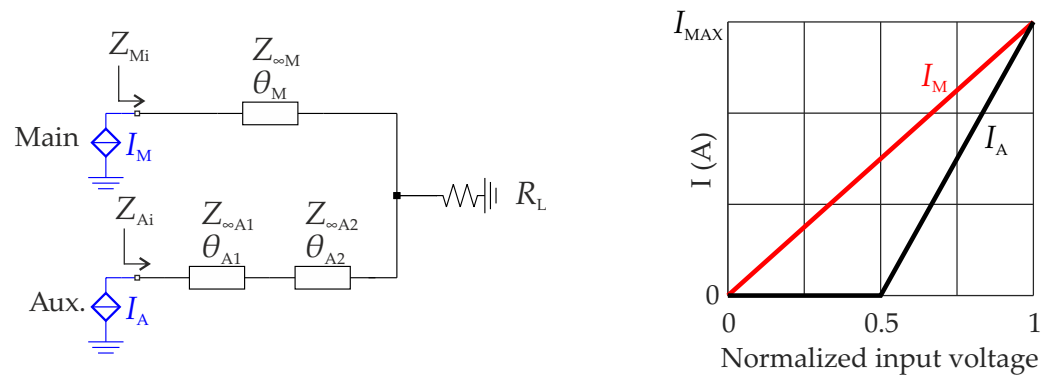 Z_Mi
Z_∞M
θ_M
Main
I_M
Z_Ai
Z_∞A1
θ_A1
Z_∞A2
θ_A2
R_L
Aux.
I_A
I_MAX
I_M
I_A
I (A)
0
0
0.5
1
Normalized input voltage